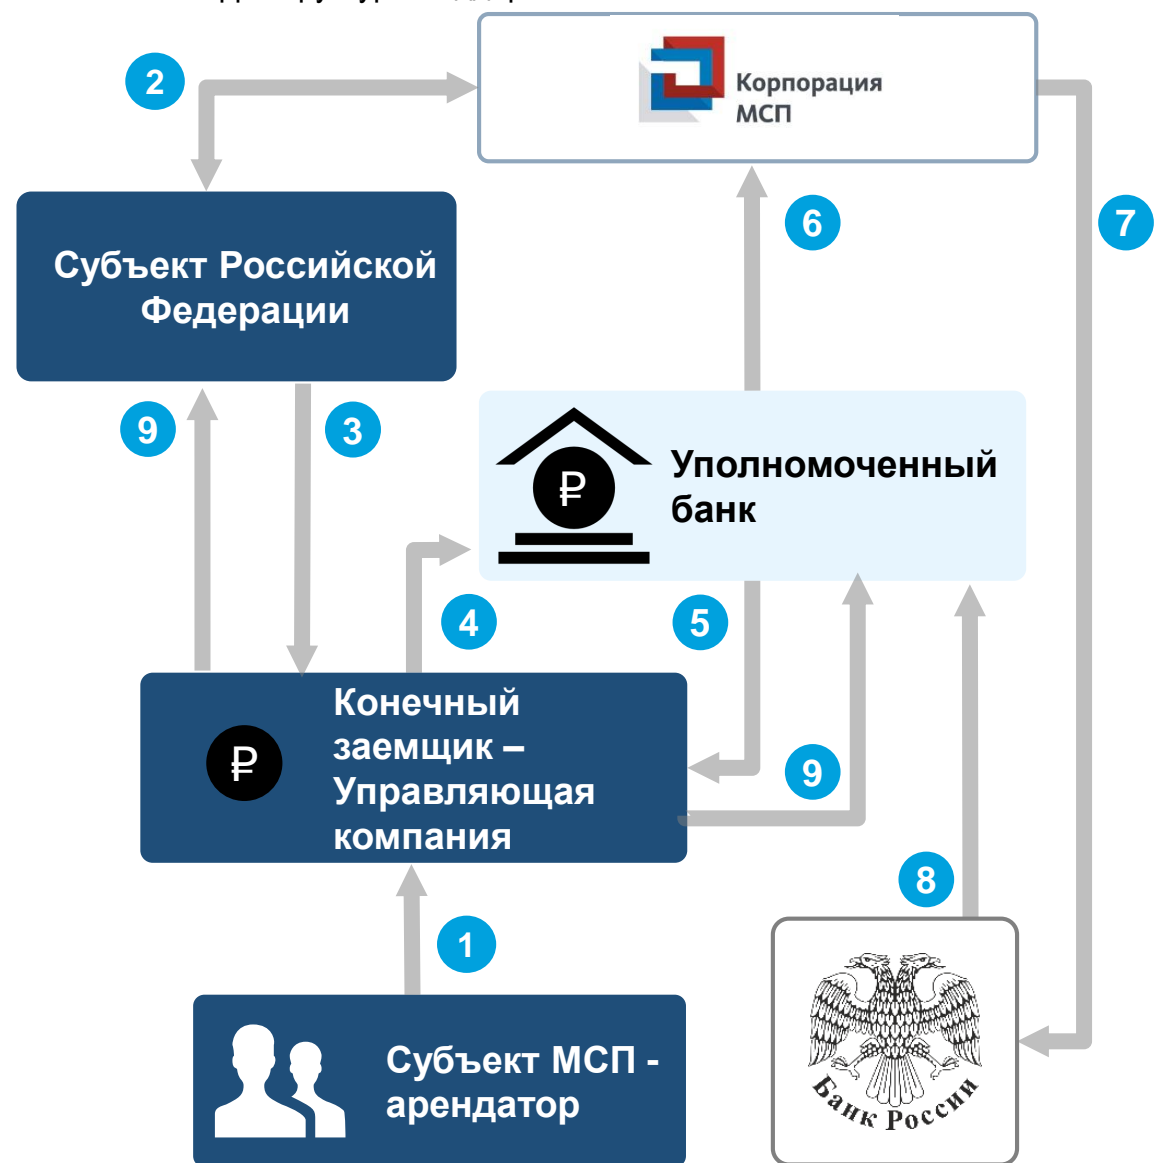 2
Корпорация
МСП
6
7
Субъект Российской
Федерации
9
3
₽
Уполномоченный
банк
4
5
₽
Конечный
заемщик –
Управляющая
компания
9
8
1
Субъект МСП -
арендатор
Банк России